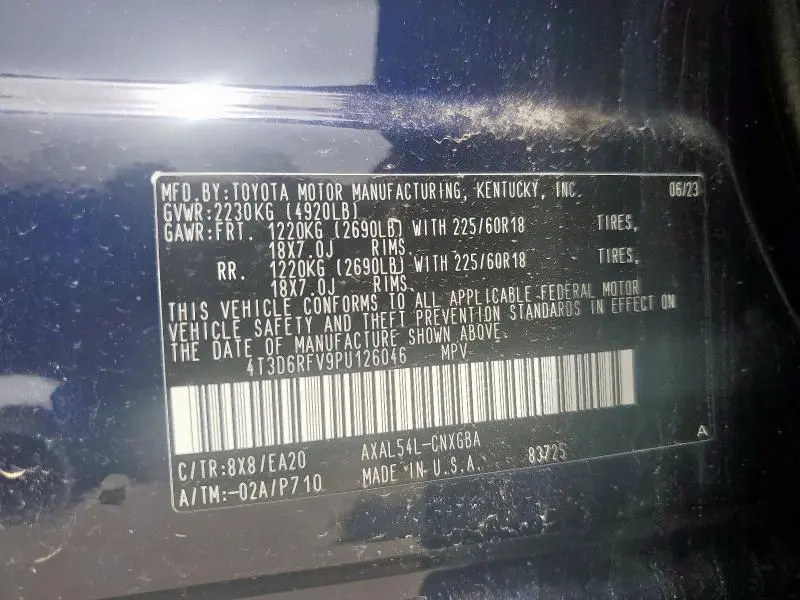 MFD.BY:TOYOTA MOTOR MANUFACTURING, KENTUCKY, INC. 06/23
GVWR:2230KG (4920LB)
GAWR:FRT. 1220KG (2690LB) WITH 225/60R18 TIRES,
18X7.0J RIMS.
RR. 1220KG (2690LB) WITH 225/60R18 TIRES,
18X7.0J RIMS.
THIS VEHICLE CONFORMS TO ALL APPLICABLE FEDERAL MOTOR
VEHICLE SAFETY AND THEFT PREVENTION STANDARDS IN EFFECT ON
THE DATE OF MANUFACTURE SHOWN ABOVE.
4T3D6RFV9PU126046 MPV
C/TR:8X8/EA20 AXAL54L-CNXGBA A
A/TM:-02A/P710 MADE IN U.S.A. 83725